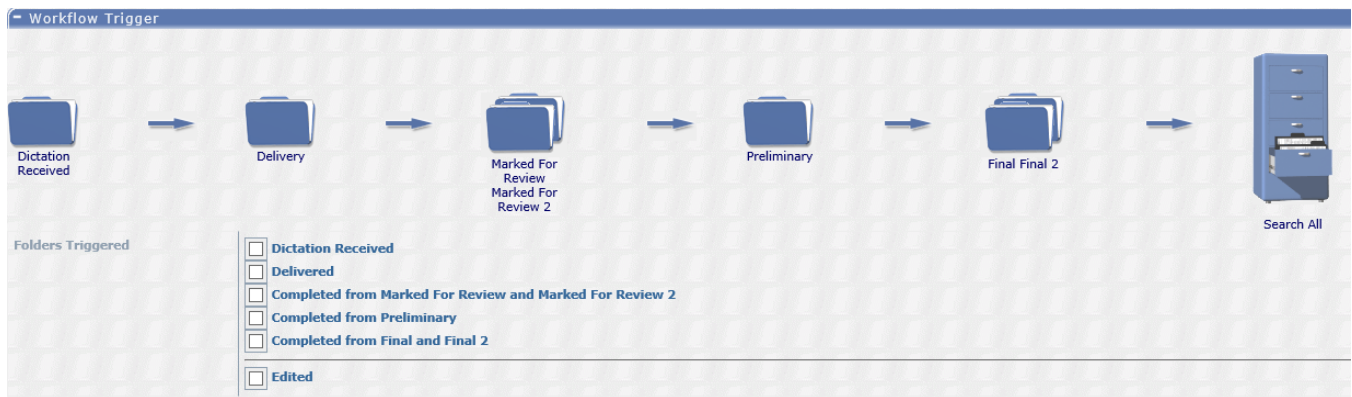 - Workflow Trigger
Dictation
Received
Delivery
Marked For
Review
Marked For
Review 2
Preliminary
Final Final 2
Search All
Folders Triggered
Dictation Received
Delivered
Completed from Marked For Review and Marked For Review 2
Completed from Preliminary
Completed from Final and Final 2
Edited